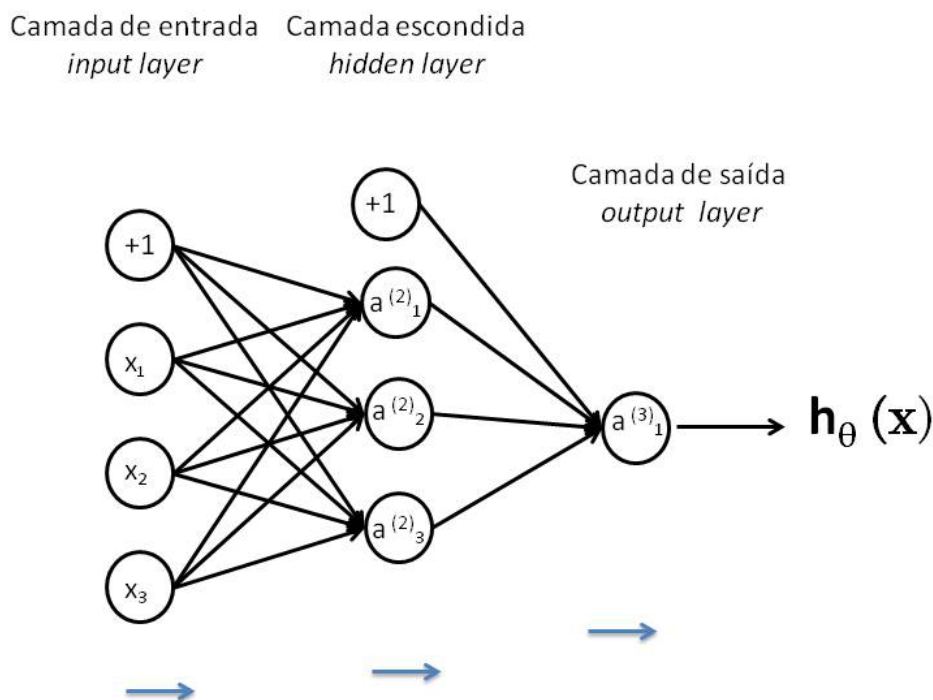 Camada de entrada
input layer
Camada escondida
hidden layer
Camada de saída
output layer
+1
x₁
x₂
x₃
+1
a⁽²⁾₁
a⁽²⁾₂
a⁽²⁾₃
a⁽³⁾₁
h_θ (x)